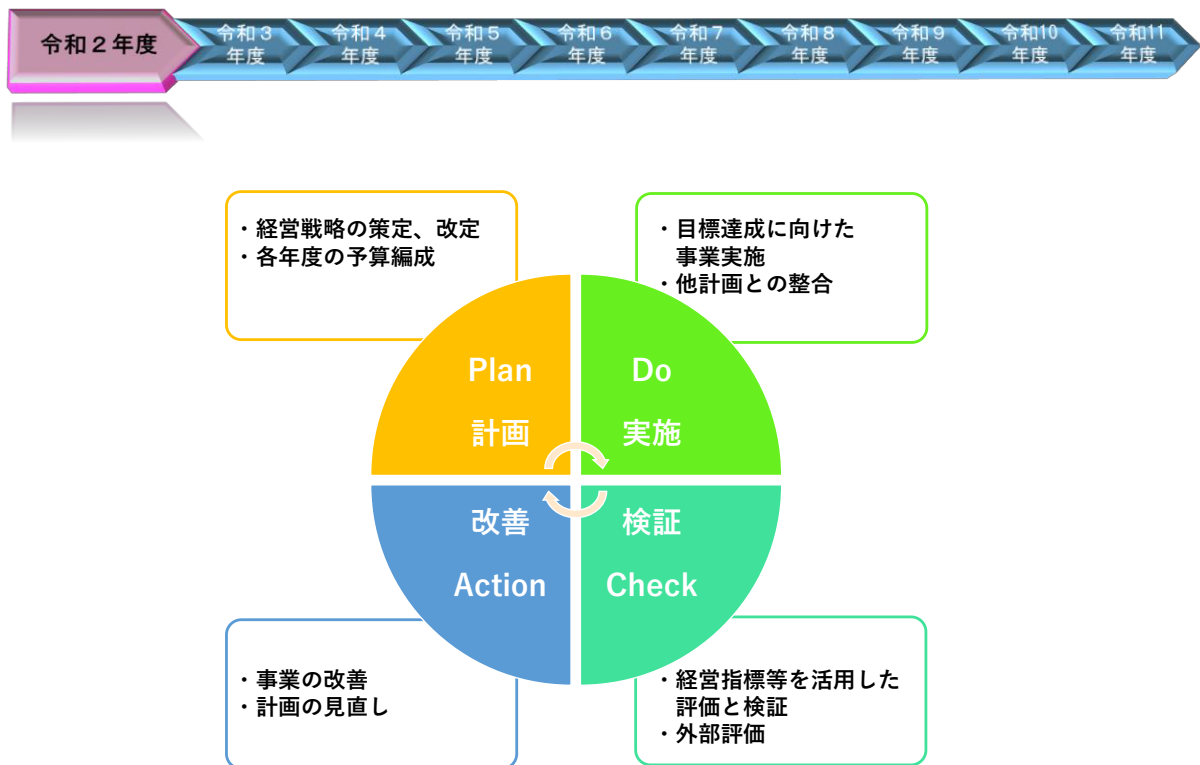 令和２年度
令和３
年度
令和４
年度
令和５
年度
令和６
年度
令和７
年度
令和８
年度
令和９
年度
令和10
年度
令和11
年度
・経営戦略の策定、改定
・各年度の予算編成
・目標達成に向けた
事業実施
・他計画との整合
Plan
計画
Do
実施
改善
Action
検証
Check
・事業の改善
・計画の見直し
・経営指標等を活用した
評価と検証
・外部評価